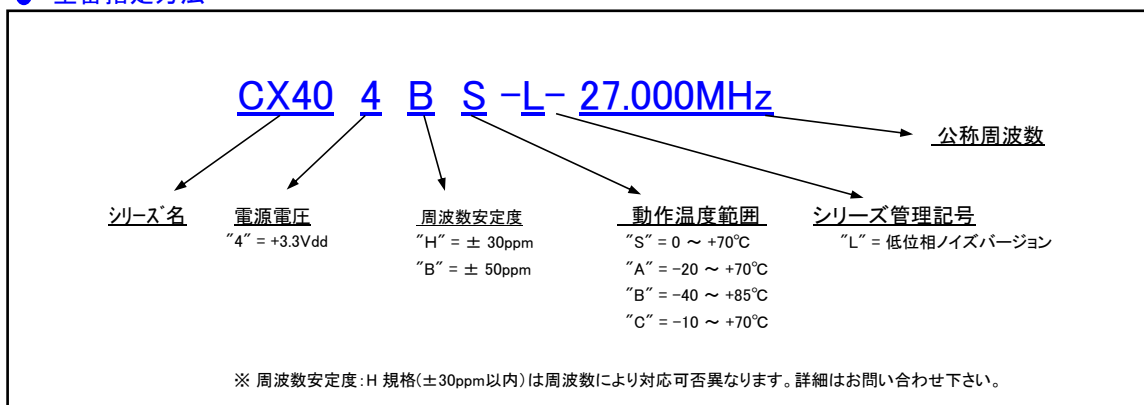 CX40 4 B S -L- 27.000MHz
公称周波数
シリーズ名
電源電圧
"4" = +3.3Vdd
周波数安定度
"H" = ± 30ppm
"B" = ± 50ppm
動作温度範囲
"S" = 0 ～ +70℃
"A" = -20 ～ +70℃
"B" = -40 ～ +85℃
"C" = -10 ～ +70℃
シリーズ管理記号
"L" = 低位相ノイズバージョン
※ 周波数安定度：H 規格(±30ppm以内)は周波数により対応可否異なります。詳細はお問い合わせ下さい。